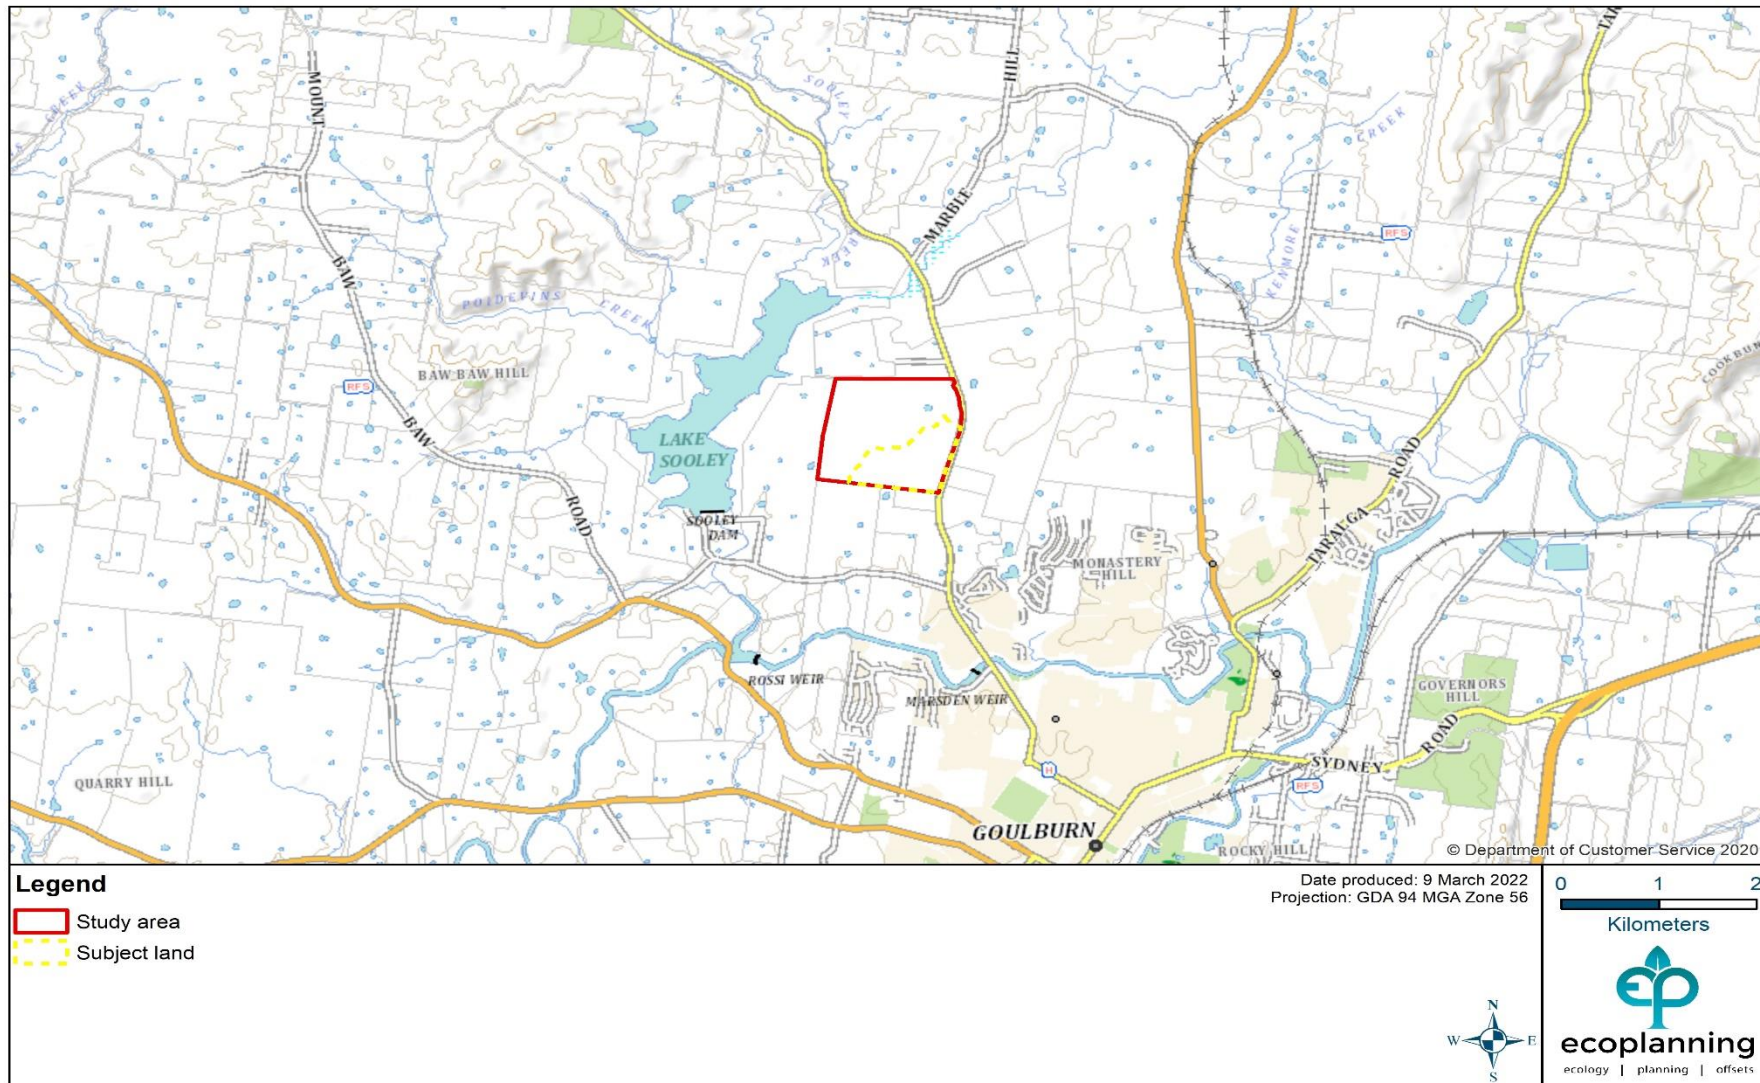 MOUNT
SOOLEY
CREEK
HILL
MARBLE
CREEK
KENMORE
CREEK
RFS
BAW
POIDEVINS CREEK
BAW BAW HILL
RFS
BAW
ROAD
LAKE
SOOLEY
SOOLEY
DAM
COOKBUN
TARALGA
ROAD
MONASTERY
HILL
ROSSI WEIR
MARSDEN WEIR
GOVERNORS
HILL
ROAD
SYDNEY
RFS
H
QUARRY HILL
GOULBURN
ROCKY HILL
© Department of Customer Service 2020
Legend
Study area
Subject land
Date produced: 9 March 2022
Projection: GDA 94 MGA Zone 56
0 1 2
Kilometers
N
W E
S
ep
ecoplanning
ecology | planning | offsets